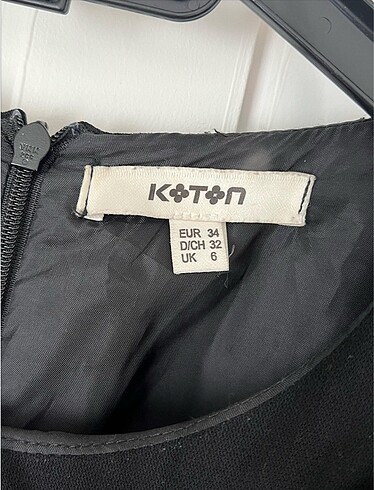 KOTON
EUR 34
D/CH 32
UK 6